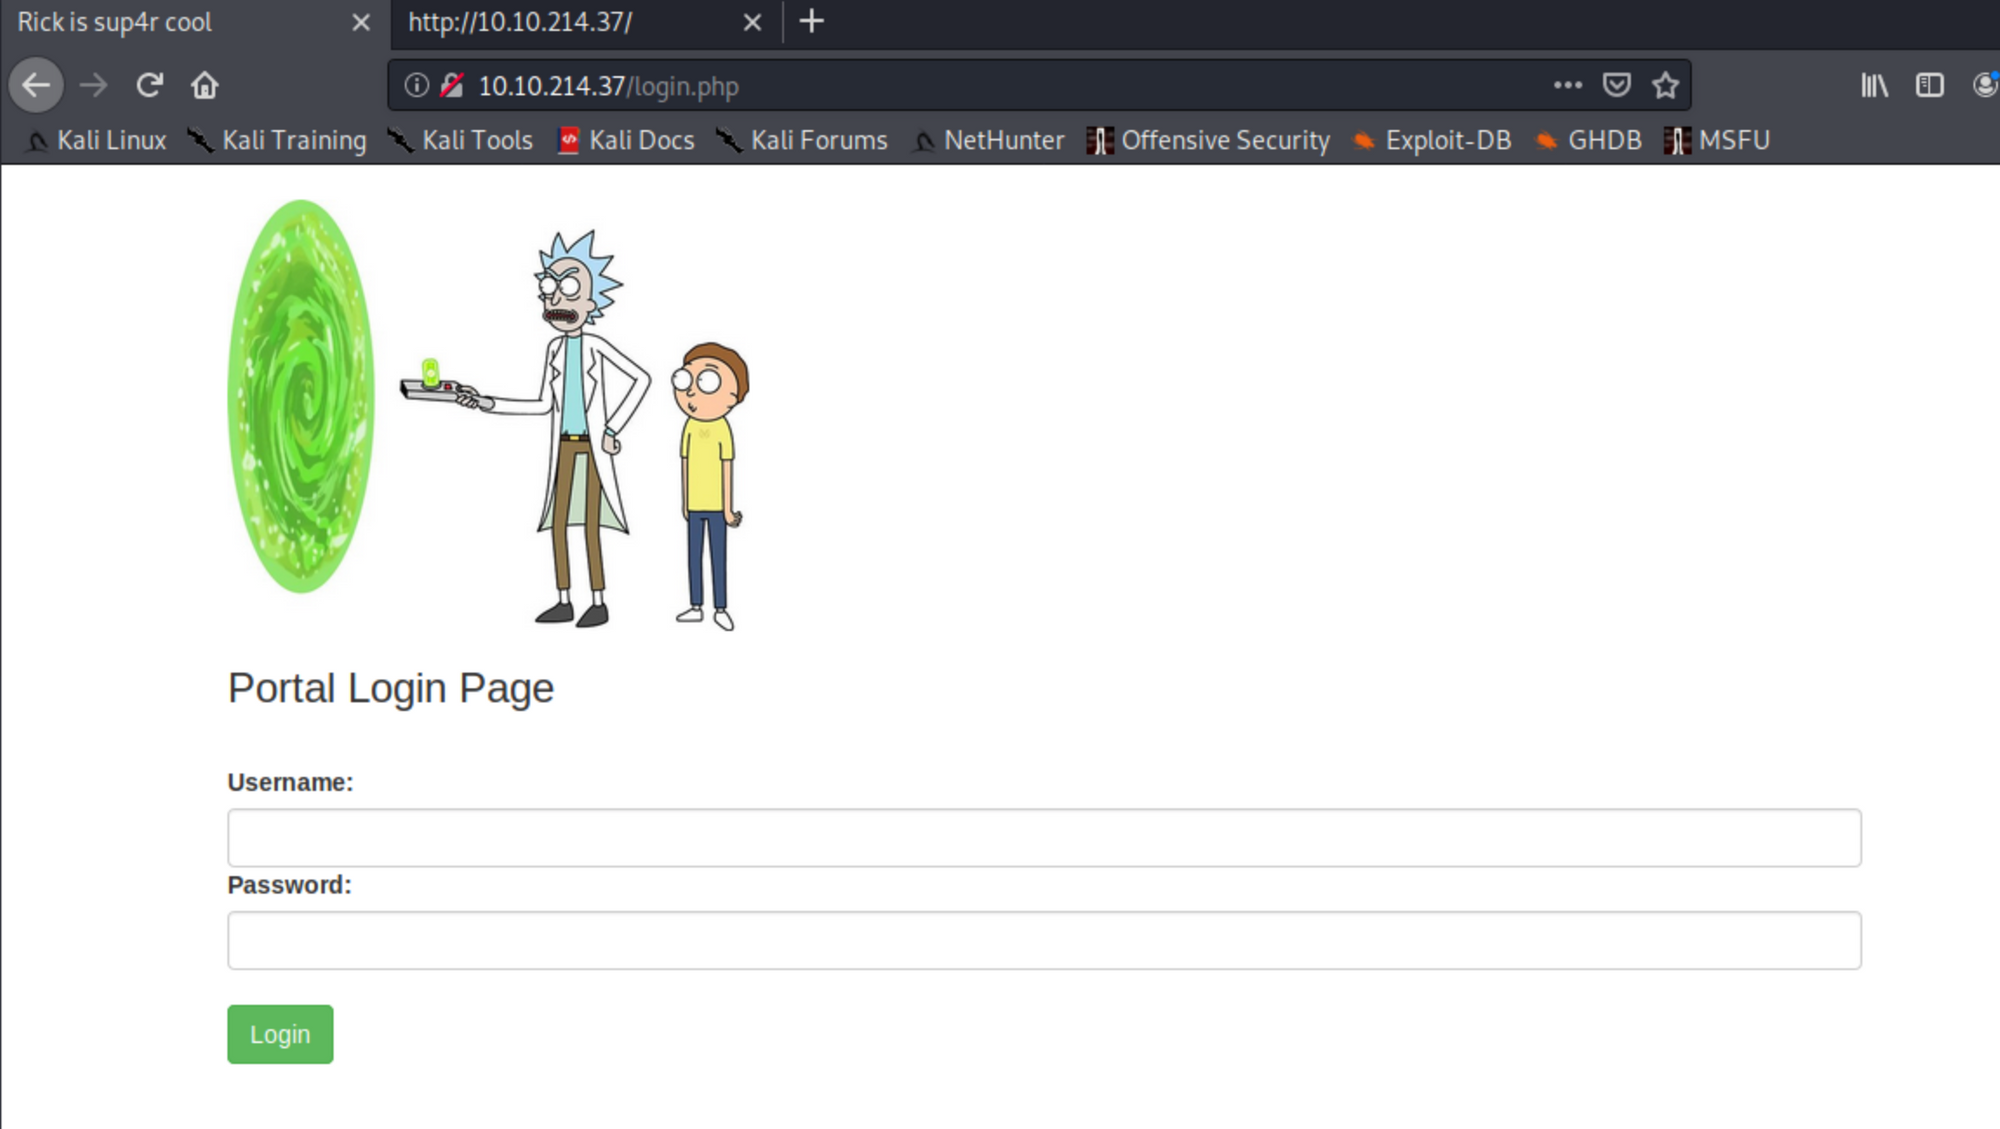 Rick is sup4r cool
http://10.10.214.37/
10.10.214.37/login.php
Kali Linux Kali Training Kali Tools Kali Docs Kali Forums NetHunter Offensive Security Exploit-DB GHDB MSFU
Portal Login Page
Username:
Password:
Login